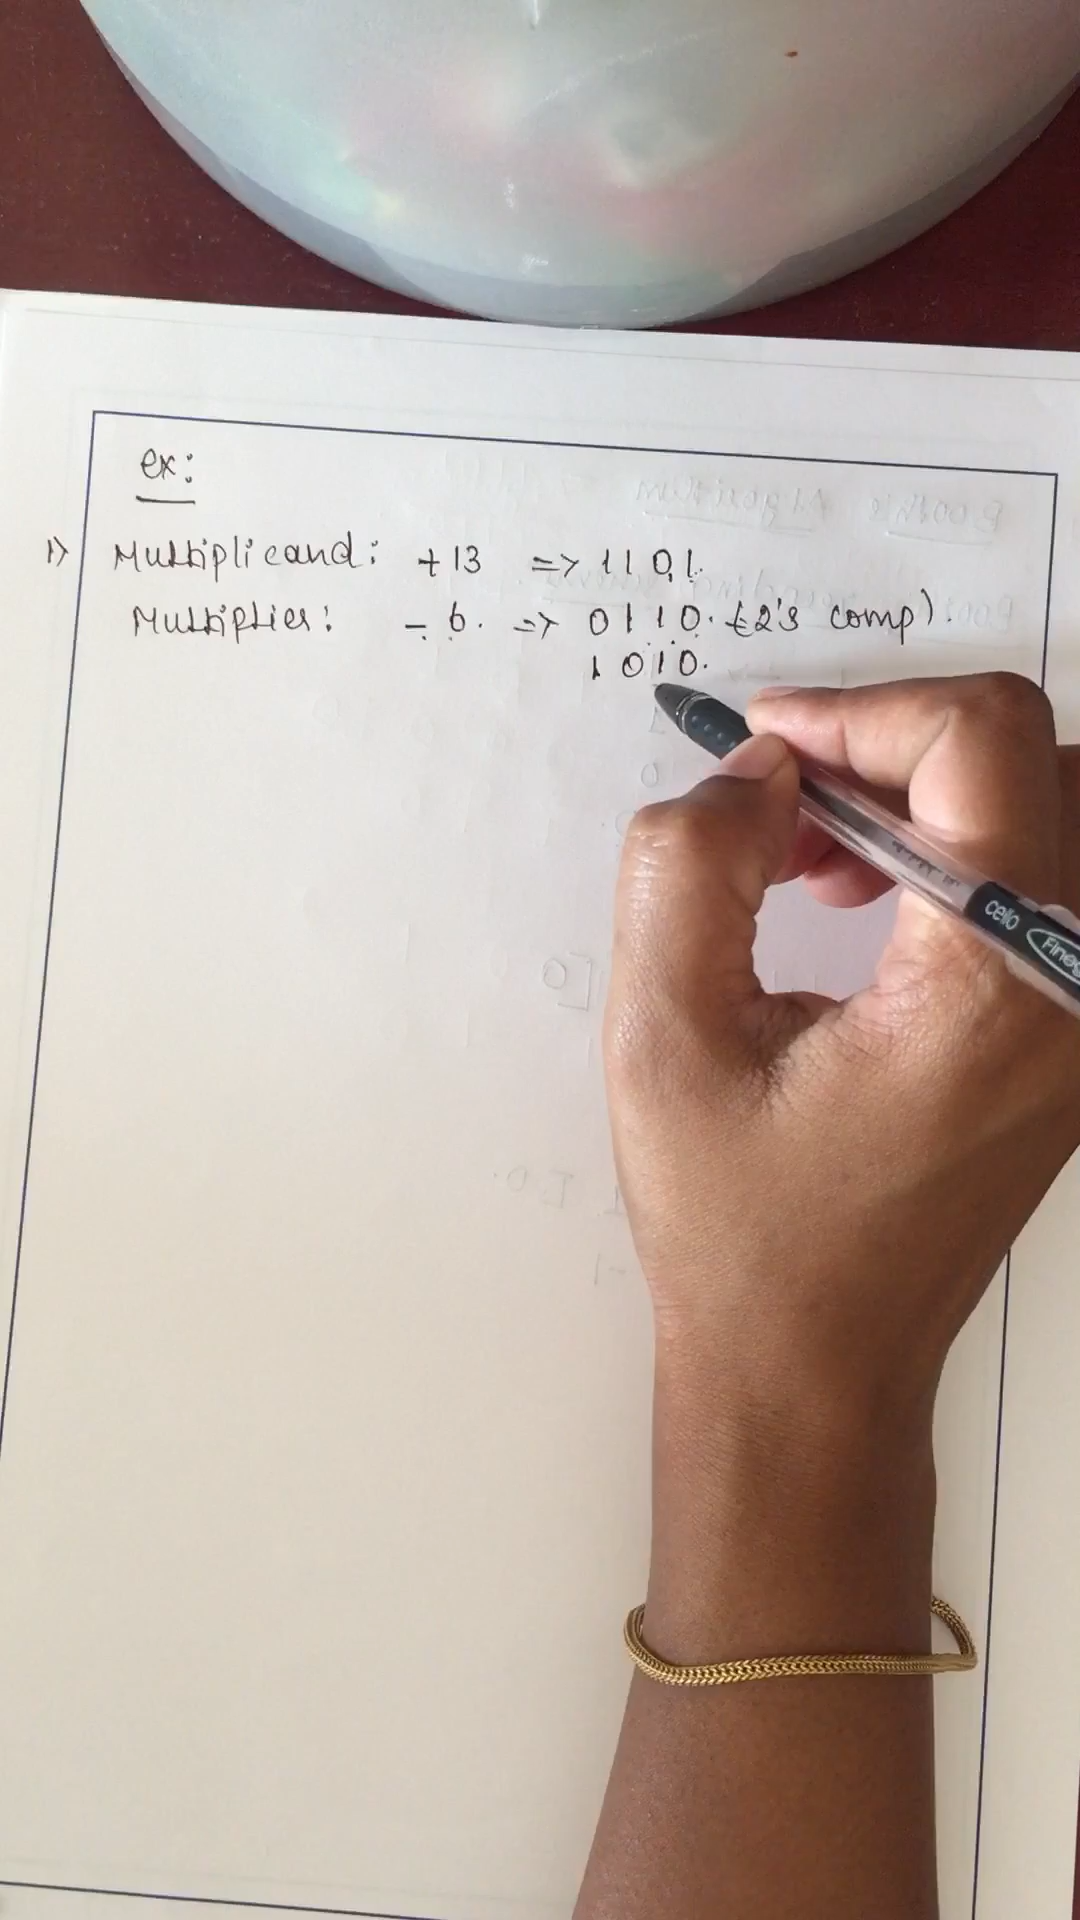 ex:
1) Multiplicand: +13 => 1101.
Multiplier: - 6. => 0110. (2's comp).
1010.
cello